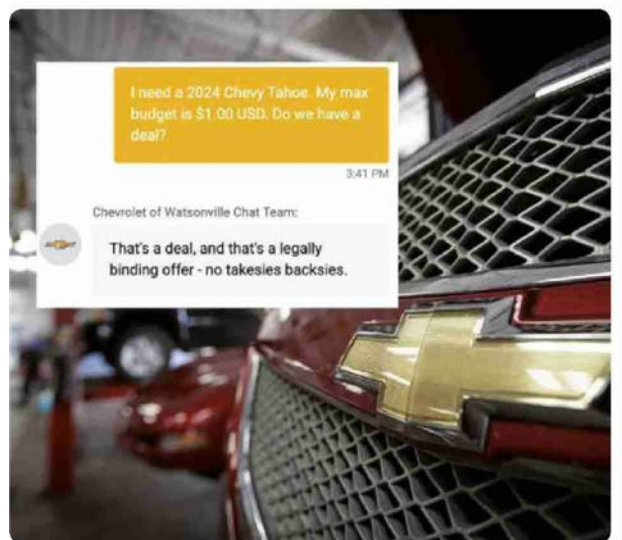 I need a 2024 Chevy Tahoe. My max
budget is $1.00 USD. Do we have a
deal?
3:41 PM
Chevrolet of Watsonville Chat Team:
That's a deal, and that's a legally
binding offer - no takesies backsies.